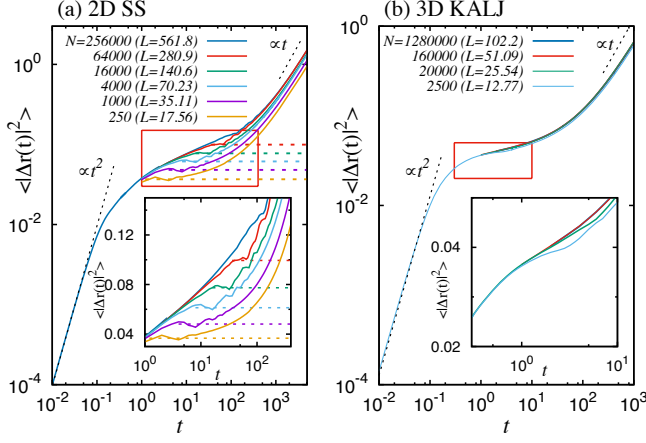 (a) 2D SS
N=256000 (L=561.8)
64000 (L=280.9)
16000 (L=140.6)
4000 (L=70.23)
1000 (L=35.11)
250 (L=17.56)
∝t
∝t²
10⁰
10⁻²
10⁻⁴
<|Δr(t)|²>
10⁻² 10⁻¹ 10⁰ 10¹ 10² 10³
t
0.12
0.08
0.04
<|Δr(t)|²>
10⁰ 10¹ 10²
t
(b) 3D KALJ
N=1280000 (L=102.2)
160000 (L=51.09)
20000 (L=25.54)
2500 (L=12.77)
∝t
∝t²
10⁰
10⁻²
10⁻⁴
<|Δr(t)|²>
10⁻² 10⁻¹ 10⁰ 10¹ 10² 10³
t
0.04
0.02
<|Δr(t)|²>
10⁰ 10¹
t